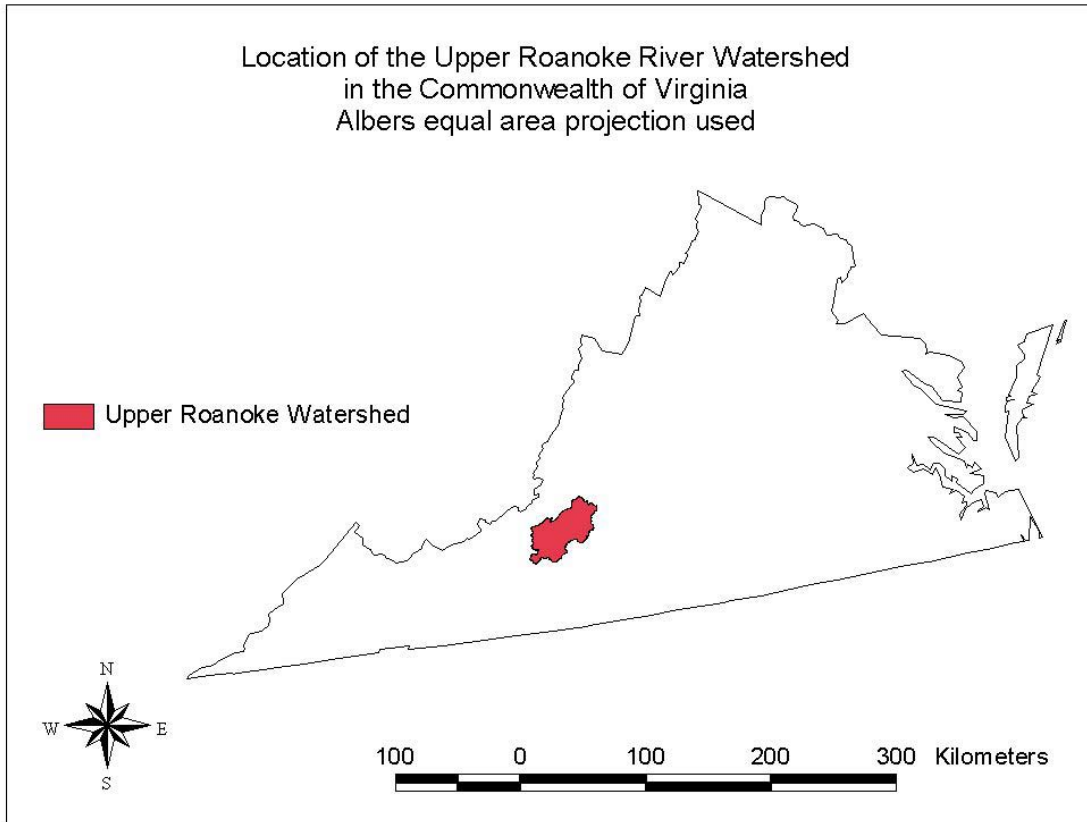 Location of the Upper Roanoke River Watershed
in the Commonwealth of Virginia
Albers equal area projection used
Upper Roanoke Watershed
N
W E
S
100 0 100 200 300 Kilometers